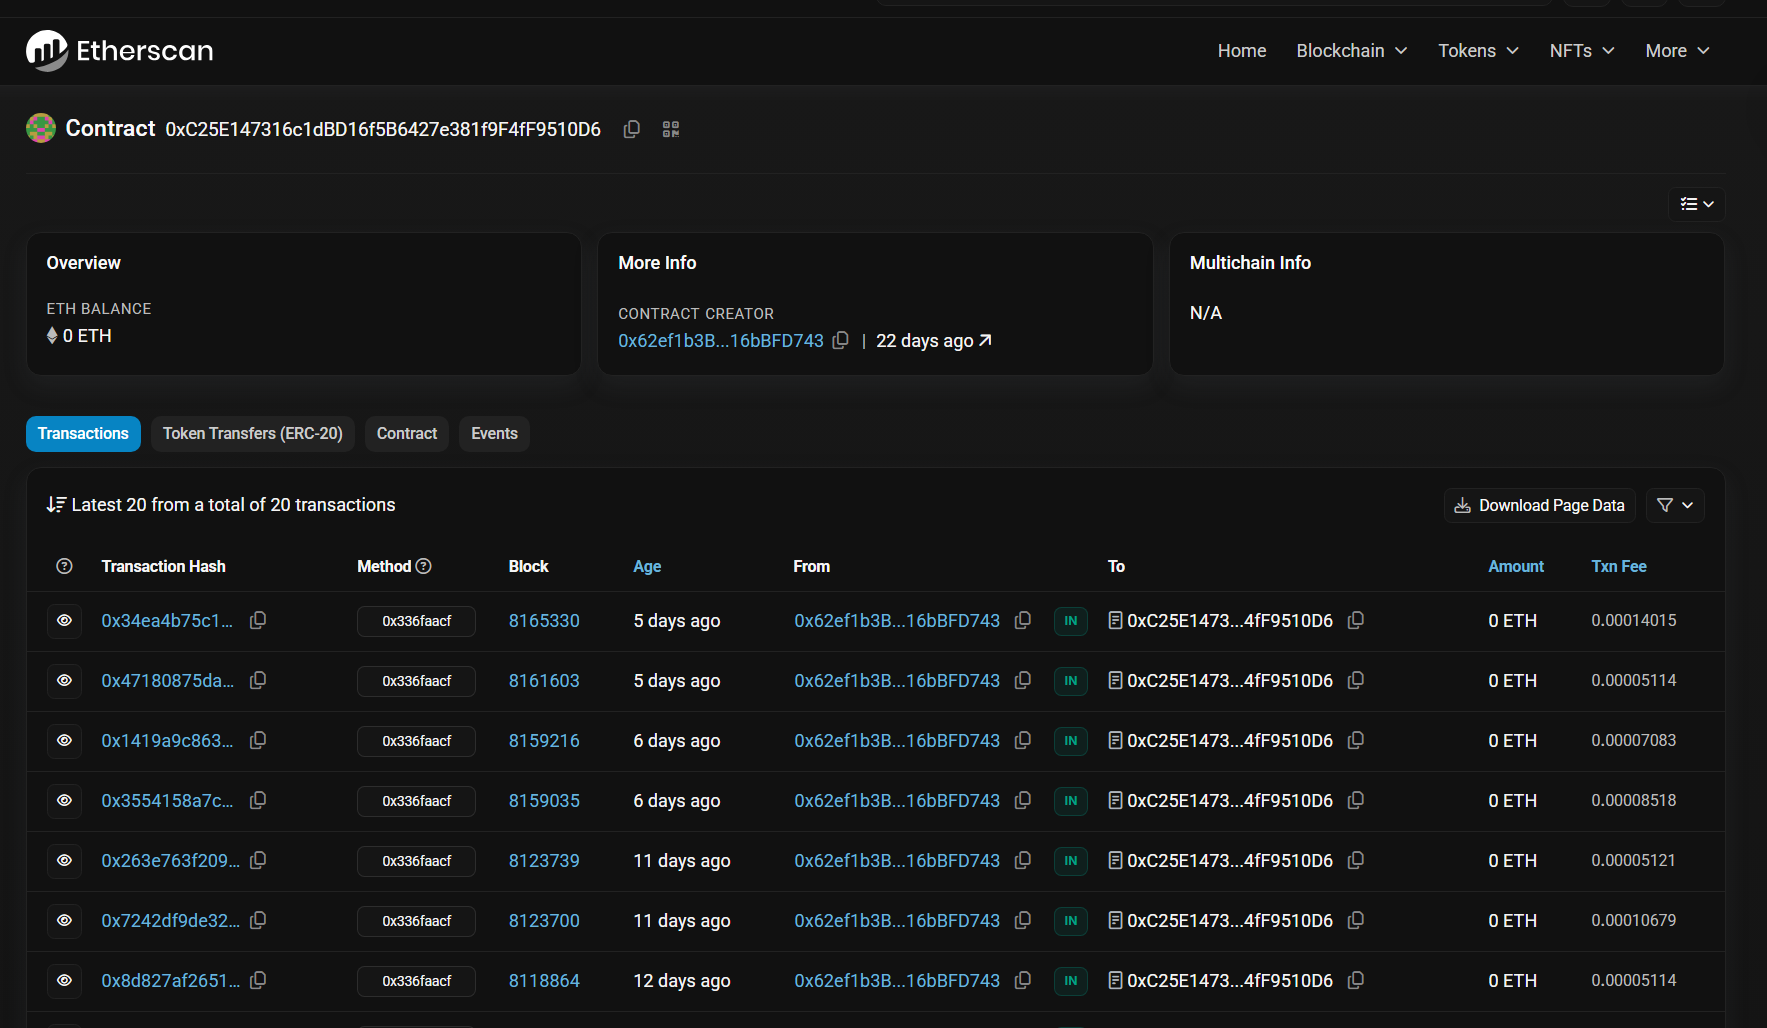 Etherscan
Home Blockchain Tokens NFTs More
Contract 0xC25E147316c1dBD16f5B6427e381f9F4fF9510D6
Overview
ETH BALANCE
0 ETH
More Info
CONTRACT CREATOR
0x62ef1b3B...16bBFD743 | 22 days ago
Multichain Info
N/A
Transactions Token Transfers (ERC-20) Contract Events
Latest 20 from a total of 20 transactions Download Page Data
Transaction Hash Method Block Age From To Amount Txn Fee
0x34ea4b75c1... 0x336faacf 8165330 5 days ago 0x62ef1b3B...16bBFD743 IN 0xC25E1473...4fF9510D6 0 ETH 0.00014015
0x47180875da... 0x336faacf 8161603 5 days ago 0x62ef1b3B...16bBFD743 IN 0xC25E1473...4fF9510D6 0 ETH 0.00005114
0x1419a9c863... 0x336faacf 8159216 6 days ago 0x62ef1b3B...16bBFD743 IN 0xC25E1473...4fF9510D6 0 ETH 0.00007083
0x3554158a7c... 0x336faacf 8159035 6 days ago 0x62ef1b3B...16bBFD743 IN 0xC25E1473...4fF9510D6 0 ETH 0.00008518
0x263e763f209... 0x336faacf 8123739 11 days ago 0x62ef1b3B...16bBFD743 IN 0xC25E1473...4fF9510D6 0 ETH 0.00005121
0x7242df9de32... 0x336faacf 8123700 11 days ago 0x62ef1b3B...16bBFD743 IN 0xC25E1473...4fF9510D6 0 ETH 0.00010679
0x8d827af2651... 0x336faacf 8118864 12 days ago 0x62ef1b3B...16bBFD743 IN 0xC25E1473...4fF9510D6 0 ETH 0.00005114